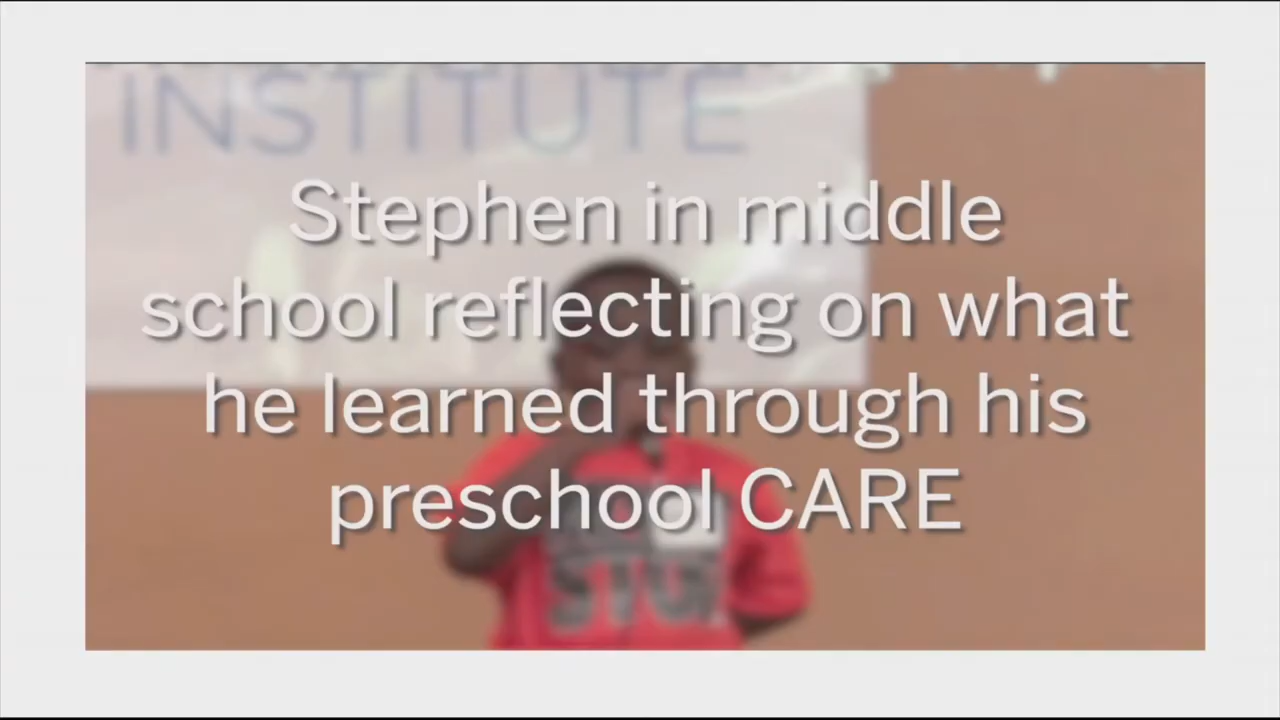 INSTITUTE
Stephen in middle
school reflecting on what
he learned through his
preschool CARE